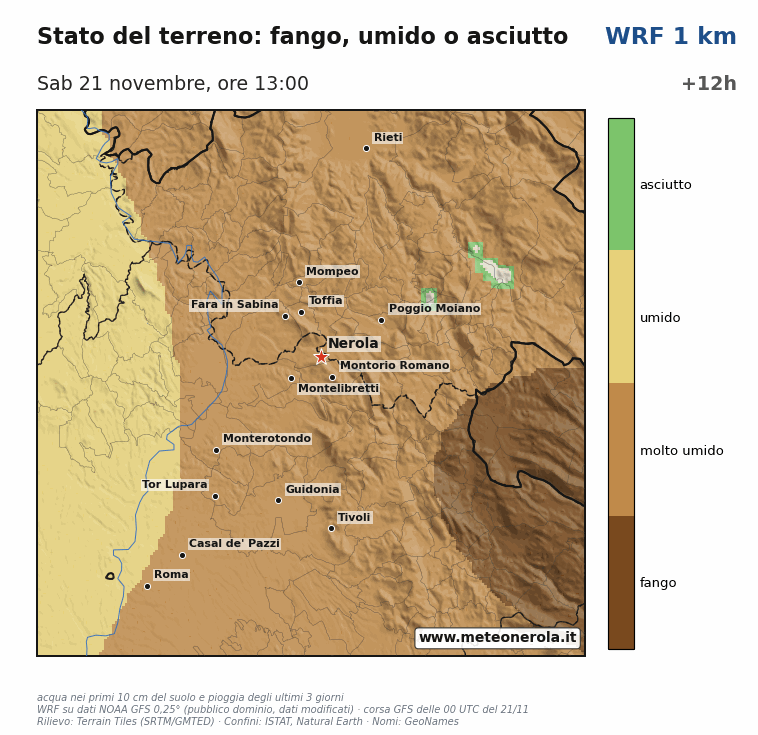 Stato del terreno: fango, umido o asciutto
WRF 1 km
Sab 21 novembre, ore 13:00
+12h
Rieti
Mompeo
Fara in Sabina
Toffia
Poggio Moiano
Nerola
Montorio Romano
Montelibretti
Monterotondo
Tor Lupara
Guidonia
Tivoli
Casal de' Pazzi
Roma
www.meteonerola.it
asciutto
umido
molto umido
fango
acqua nei primi 10 cm del suolo e pioggia degli ultimi 3 giorni
WRF su dati NOAA GFS 0,25° (pubblico dominio, dati modificati) · corsa GFS delle 00 UTC del 21/11
Rilievo: Terrain Tiles (SRTM/GMTED) · Confini: ISTAT, Natural Earth · Nomi: GeoNames